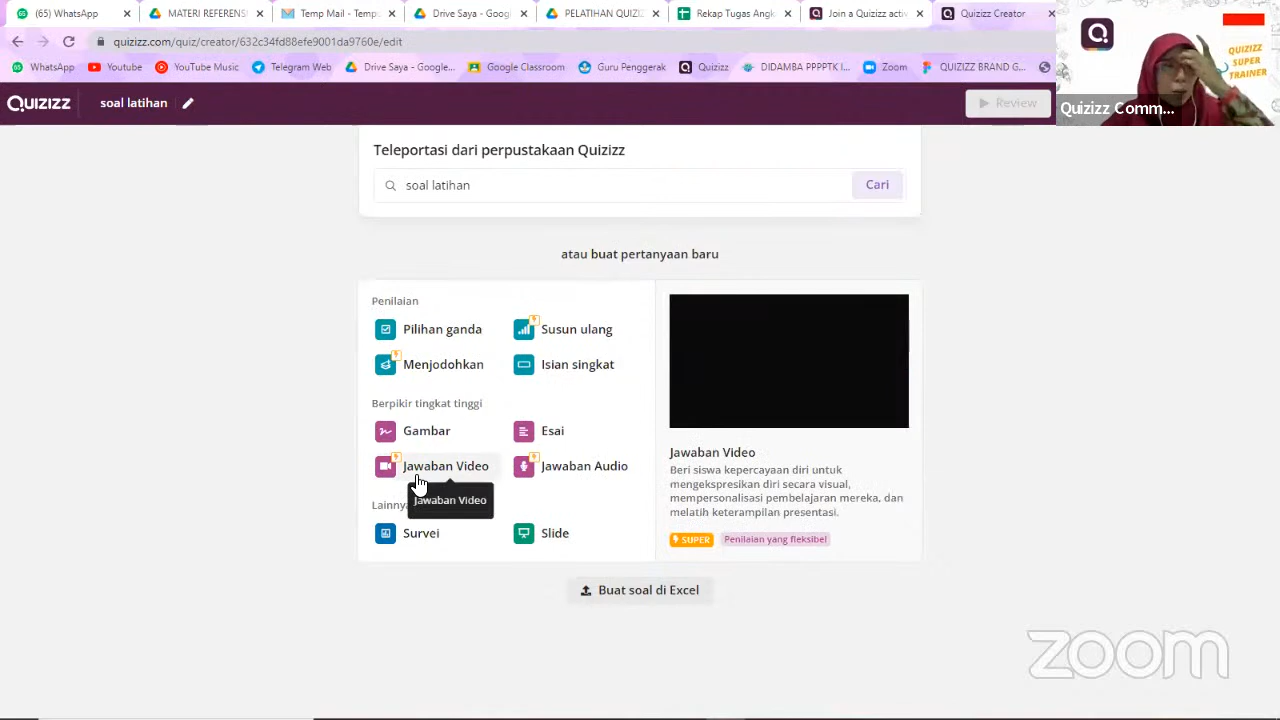 (65) WhatsApp
MATERI REFERENS
Temp Mail - Temp
Drive Saya - Goog
ELATIHAN QUIZI
Rekap Tugas Angk
Join a Quizizz activ
Quizizz Creator
quizizz.com/quiz/creator/632c34fd88efe9001da9760e/edit
WhatsApp
Youtube
YouTube Music
Telegram Web
Drive Saya - Google...
Google Classroom
Guru Penggerak
Quizizz
DIDAMBA PPPPTK I...
Zoom
QUIZIZZ BRAND G...
QUIZIZZ
SUPER
TRAINER
Quizizz Comm...
QUIZIZZ
soal latihan
Review
Teleportasi dari perpustakaan Quizizz
soal latihan
Cari
atau buat pertanyaan baru
Penilaian
Pilihan ganda
Susun ulang
Menjodohkan
Isian singkat
Berpikir tingkat tinggi
Gambar
Esai
Jawaban Video
Jawaban Audio
Jawaban Video
Lainnya
Survei
Slide
Jawaban Video
Beri siswa kepercayaan diri untuk
mengekspresikan diri secara visual,
mempersonalisasi pembelajaran mereka, dan
melatih keterampilan presentasi.
SUPER
Penilaian yang fleksibel
Buat soal di Excel
zoom